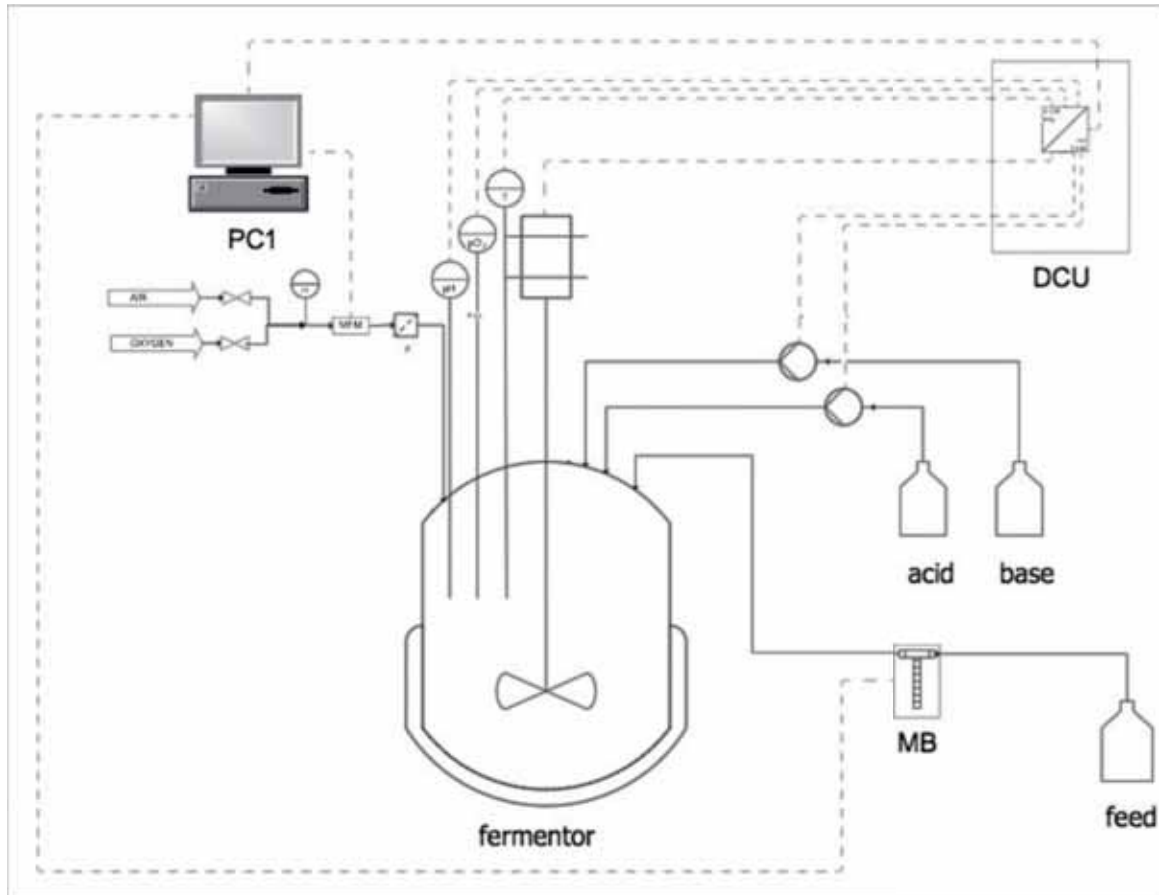 PC1
DCU
AIR
OXYGEN
MFM
pO₂
pH
T
acid
base
MB
feed
fermentor